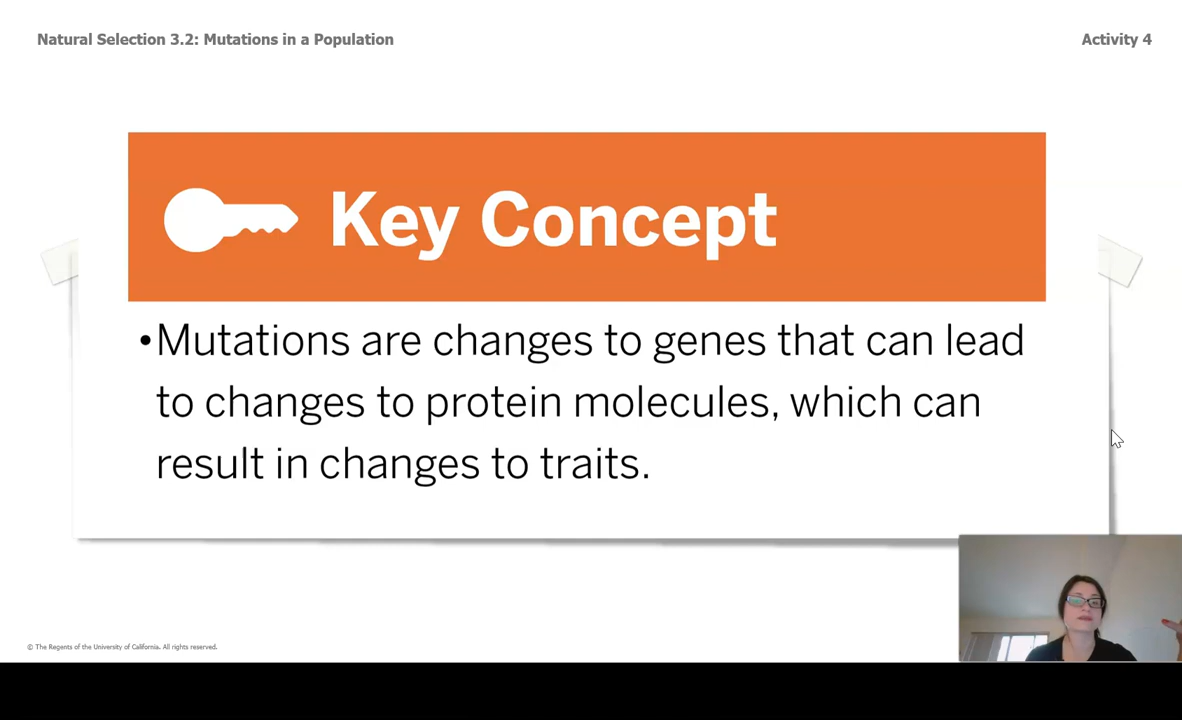 Natural Selection 3.2: Mutations in a Population
Activity 4
Key Concept
•Mutations are changes to genes that can lead
to changes to protein molecules, which can
result in changes to traits.
© The Regents of the University of California. All rights reserved.